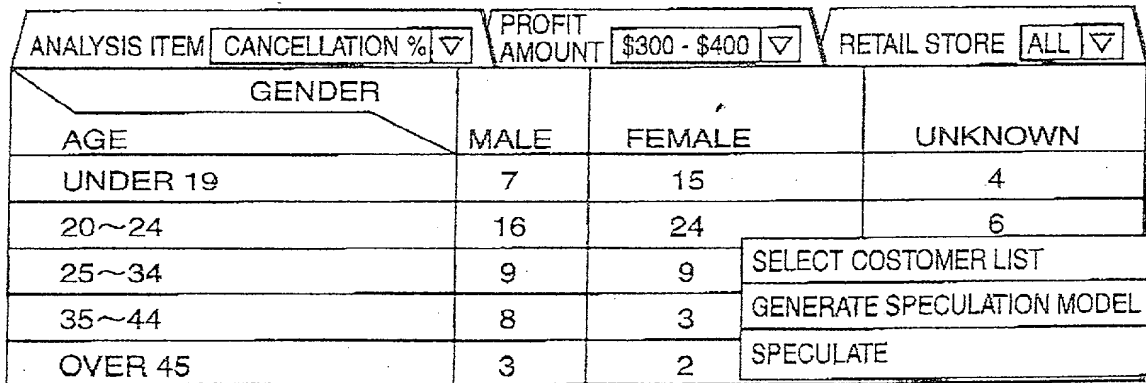 ANALYSIS ITEM CANCELLATION % PROFIT AMOUNT $300 - $400 RETAIL STORE ALL
GENDER
AGE MALE FEMALE UNKNOWN
UNDER 19 7 15 4
20~24 16 24 6
25~34 9 9 SELECT COSTOMER LIST
35~44 8 3 GENERATE SPECULATION MODEL
OVER 45 3 2 SPECULATE